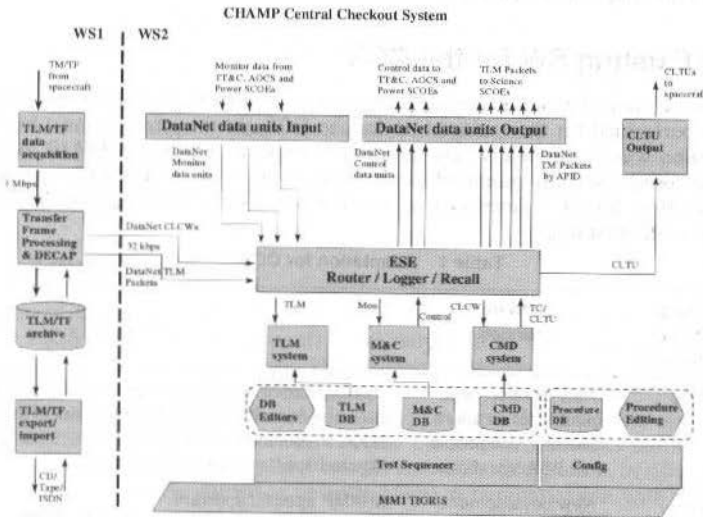 CHAMP Central Checkout System
WS1
WS2
TM/TF
from
spacecraft
Monitor data from
TT&C, AOCS and
Power SCOEs
Control data to
TT&C, AOCS and
Power SCOEs
TLM Packets
to Science
SCOEs
CLTUs
to spacecraft
TLM/TF
data
acquisition
DataNet data units Input
DataNet data units Output
CLTU
Output
1 Mbps
DataNet
Monitor
data units
DataNet
Control
data units
DataNet
TM Packets
by APID
Transfer
Frame
Processing
& DECAP
DataNet CLCWs
32 kbps
DataNet TLM
Packets
ESE
Router / Logger / Recall
CLTU
TLM/TF
archive
TLM
Mon
Control
CLCW
TC/
CLTU
TLM
system
M&C
system
CMD
system
TLM/TF
export/
import
DB
Editors
TLM
DB
M&C
DB
CMD
DB
Procedure
DB
Procedure
Editing
CD/
Tape/
ISDN
Test Sequencer
Config